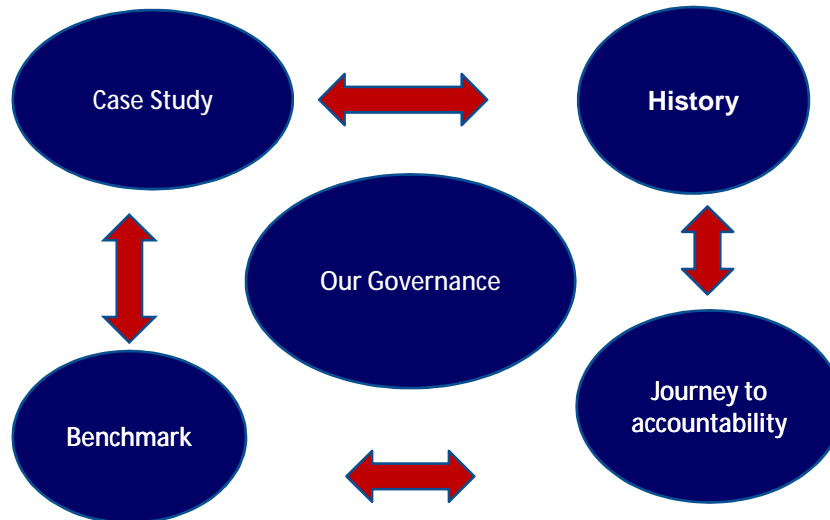 Case Study
History
Our Governance
Journey to
accountability
Benchmark